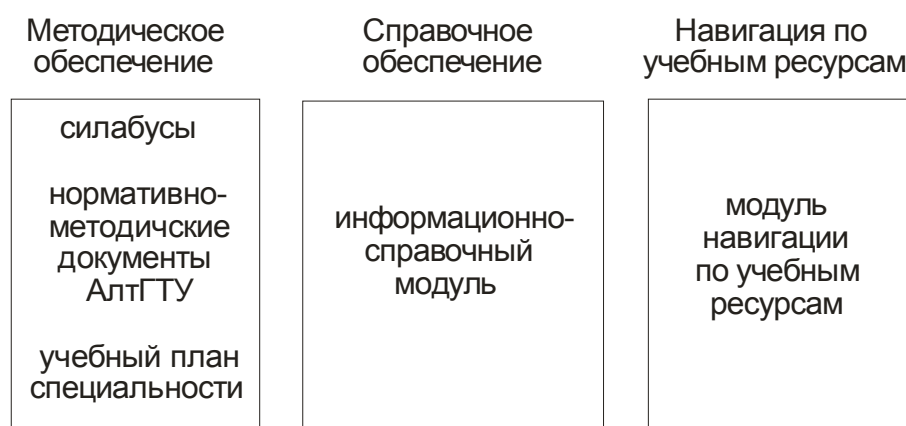 Методическое
обеспечение
силабусы
нормативно-
методичские
документы
АлтГТУ
учебный план
специальности
Справочное
обеспечение
информационно-
справочный
модуль
Навигация по
учебным ресурсам
модуль
навигации
по учебным
ресурсам